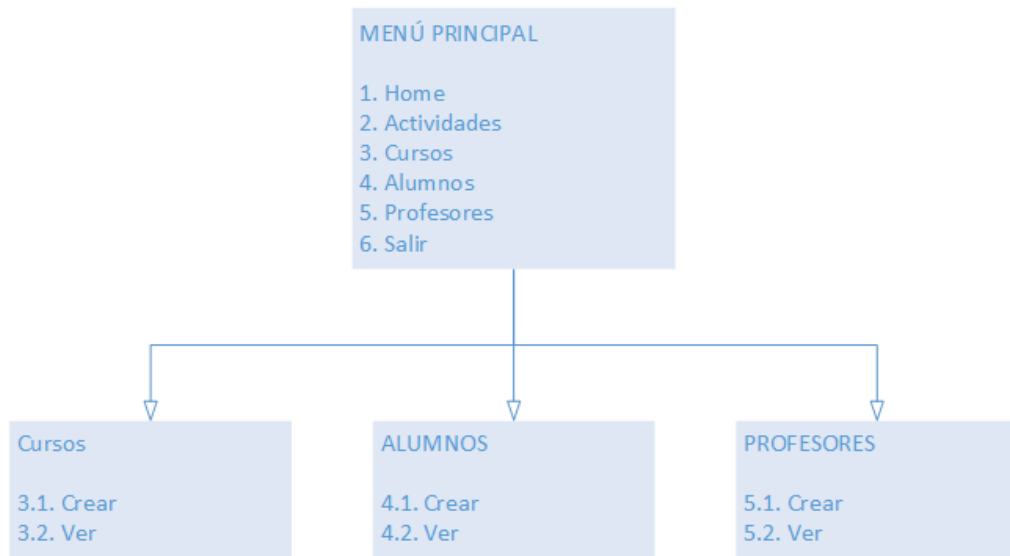 MENÚ PRINCIPAL
1. Home
2. Actividades
3. Cursos
4. Alumnos
5. Profesores
6. Salir
Cursos
3.1. Crear
3.2. Ver
ALUMNOS
4.1. Crear
4.2. Ver
PROFESORES
5.1. Crear
5.2. Ver